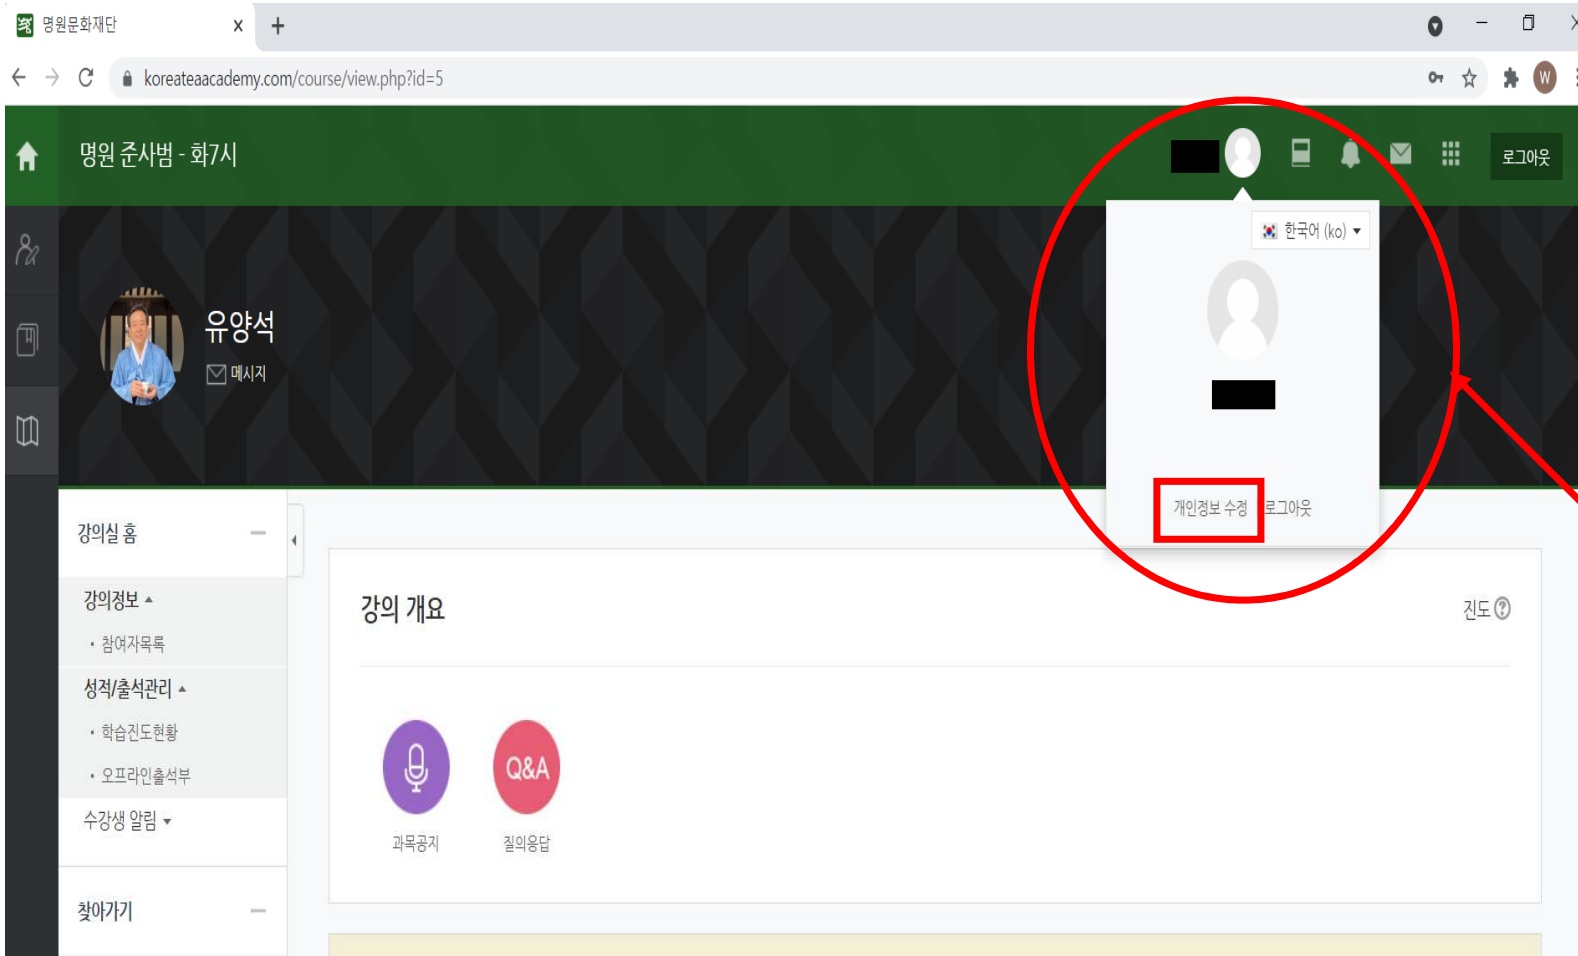 명원문화재단
koreateaacademy.com/course/view.php?id=5
W
명원 준사범 - 화7시
로그아웃
한국어 (ko)
유양석
메시지
개인정보 수정
로그아웃
강의실 홈
강의정보
참여자목록
성적/출석관리
학습진도현황
오프라인출석부
수강생 알림
찾아가기
강의 개요
진도
Q&A
과목공지
질의응답